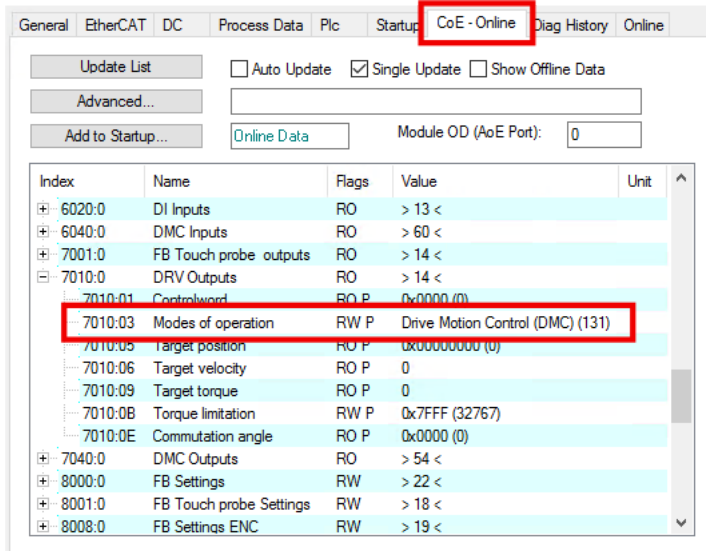 General EtherCAT DC Process Data Plc Startup CoE - Online Diag History Online
Update List Auto Update Single Update Show Offline Data
Advanced...
Add to Startup... Online Data Module OD (AoE Port): 0
Index Name Flags Value Unit
6020:0 DI Inputs RO > 13 <
6040:0 DMC Inputs RO > 60 <
7001:0 FB Touch probe outputs RO > 14 <
7010:0 DRV Outputs RO > 14 <
7010:01 Controlword RO P 0x0000 (0)
7010:03 Modes of operation RW P Drive Motion Control (DMC) (131)
7010:05 Target position RO P 0x00000000 (0)
7010:06 Target velocity RO P 0
7010:09 Target torque RO P 0
7010:0B Torque limitation RW P 0x7FFF (32767)
7010:0E Commutation angle RO P 0x0000 (0)
7040:0 DMC Outputs RO > 54 <
8000:0 FB Settings RW > 22 <
8001:0 FB Touch probe Settings RW > 18 <
8008:0 FB Settings ENC RW > 19 <